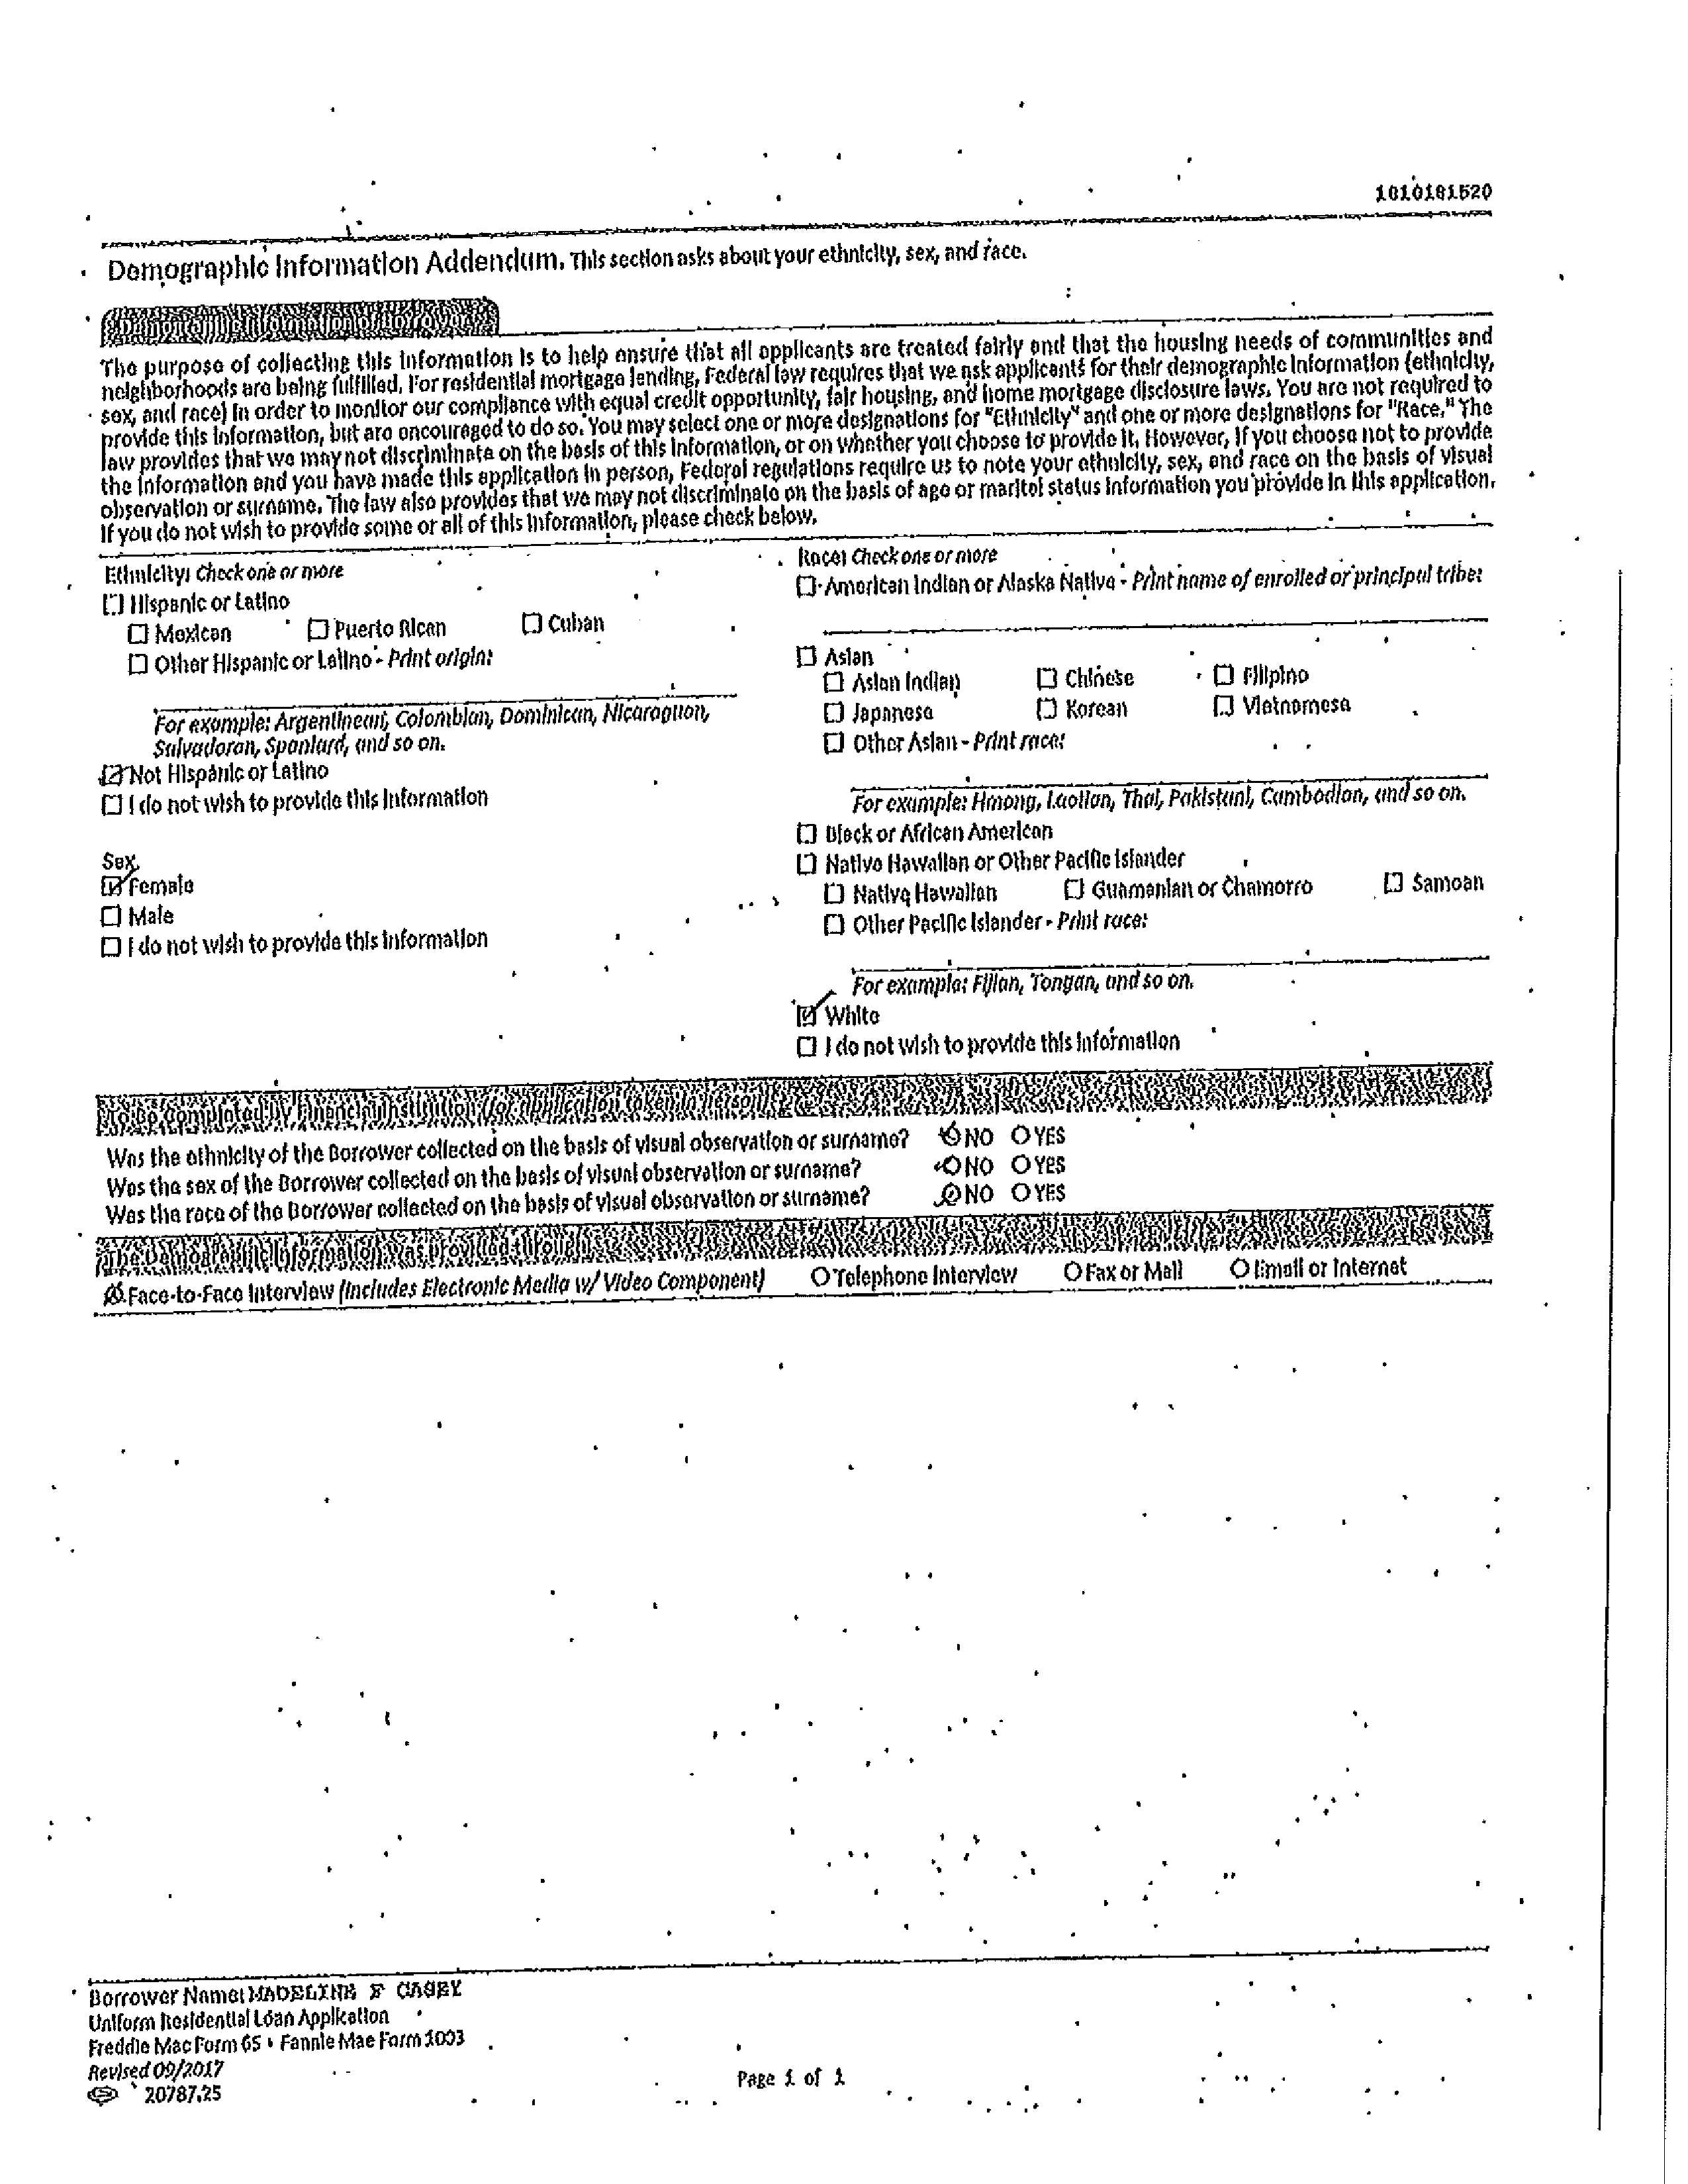 1010181520
Demographic Information Addendum. This section asks about your ethnicity, sex, and race.
Demographic Information of Borrower
The purpose of collecting this information is to help ensure that all applicants are treated fairly and that the housing needs of communities and
neighborhoods are being fulfilled. For residential mortgage lending, Federal law requires that we ask applicants for their demographic information (ethnicity,
sex, and race) in order to monitor our compliance with equal credit opportunity, fair housing, and home mortgage disclosure laws. You are not required to
provide this information, but are encouraged to do so. You may select one or more designations for "Ethnicity" and one or more designations for "Race." The
law provides that we may not discriminate on the basis of this information, or on whether you choose to provide it. However, if you choose not to provide
the information and you have made this application in person, Federal regulations require us to note your ethnicity, sex, and race on the basis of visual
observation or surname. The law also provides that we may not discriminate on the basis of age or marital status information you provide in this application.
If you do not wish to provide some or all of this information, please check below.
Ethnicity: Check one or more
Hispanic or Latino
Mexican Puerto Rican Cuban
Other Hispanic or Latino - Print origin:
For example: Argentinean, Colombian, Dominican, Nicaraguan,
Salvadoran, Spaniard, and so on.
Not Hispanic or Latino
I do not wish to provide this information
Sex
Female
Male
I do not wish to provide this information
Race: Check one or more
American Indian or Alaska Native - Print name of enrolled or principal tribe:
Asian
Asian Indian Chinese Filipino
Japanese Korean Vietnamese
Other Asian - Print race:
For example: Hmong, Laotian, Thai, Pakistani, Cambodian, and so on.
Black or African American
Native Hawaiian or Other Pacific Islander
Native Hawaiian Guamanian or Chamorro Samoan
Other Pacific Islander - Print race:
For example: Fijian, Tongan, and so on.
White
I do not wish to provide this information
To Be Completed by Financial Institution (for application taken in person)
Was the ethnicity of the Borrower collected on the basis of visual observation or surname? NO YES
Was the sex of the Borrower collected on the basis of visual observation or surname? NO YES
Was the race of the Borrower collected on the basis of visual observation or surname? NO YES
The Demographic Information was provided through:
Face-to-Face Interview (includes Electronic Media w/ Video Component) Telephone Interview Fax or Mail Email or Internet
Borrower Name: MADELINE F CASEY
Uniform Residential Loan Application
Freddie Mac Form 65 • Fannie Mae Form 1003
Revised 09/2017
20787.25
Page 1 of 1